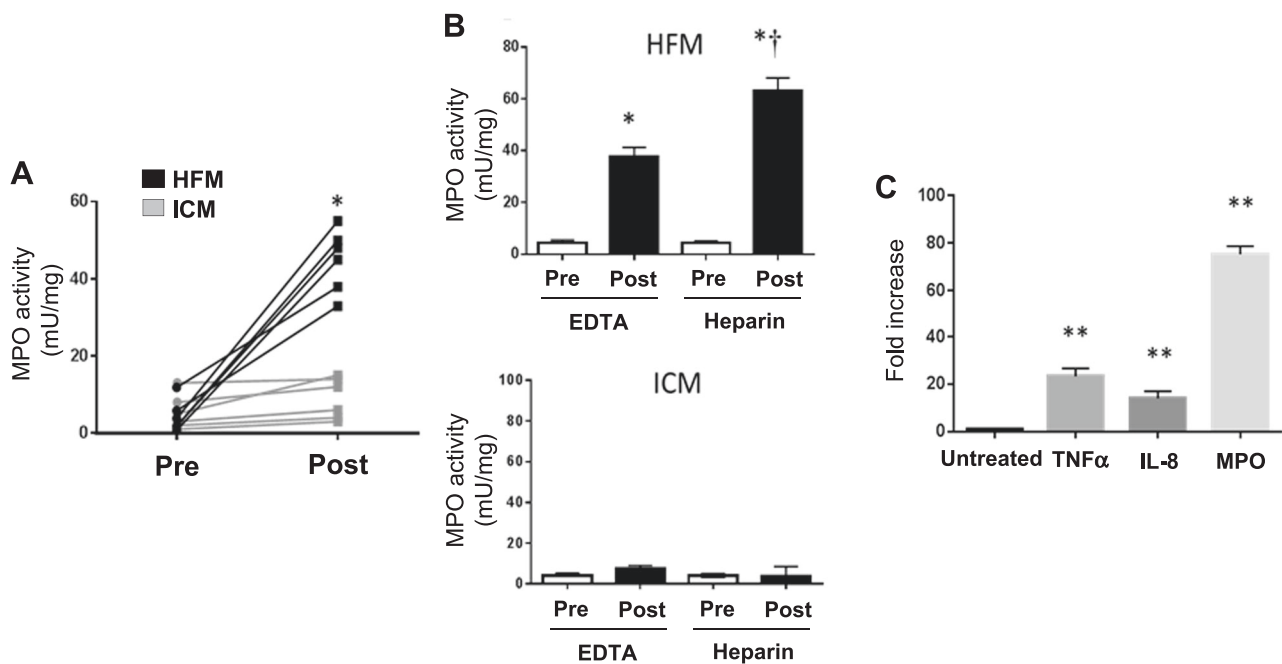 A
HFM
ICM
MPO activity
(mU/mg)
60
40
20
0
*
Pre
Post
B
HFM
MPO activity
(mU/mg)
80
60
40
20
0
*
*†
Pre
Post
Pre
Post
EDTA
Heparin
ICM
MPO activity
(mU/mg)
100
80
60
40
20
0
Pre
Post
Pre
Post
EDTA
Heparin
C
Fold increase
100
80
60
40
20
0
**
**
**
Untreated
TNFα
IL-8
MPO